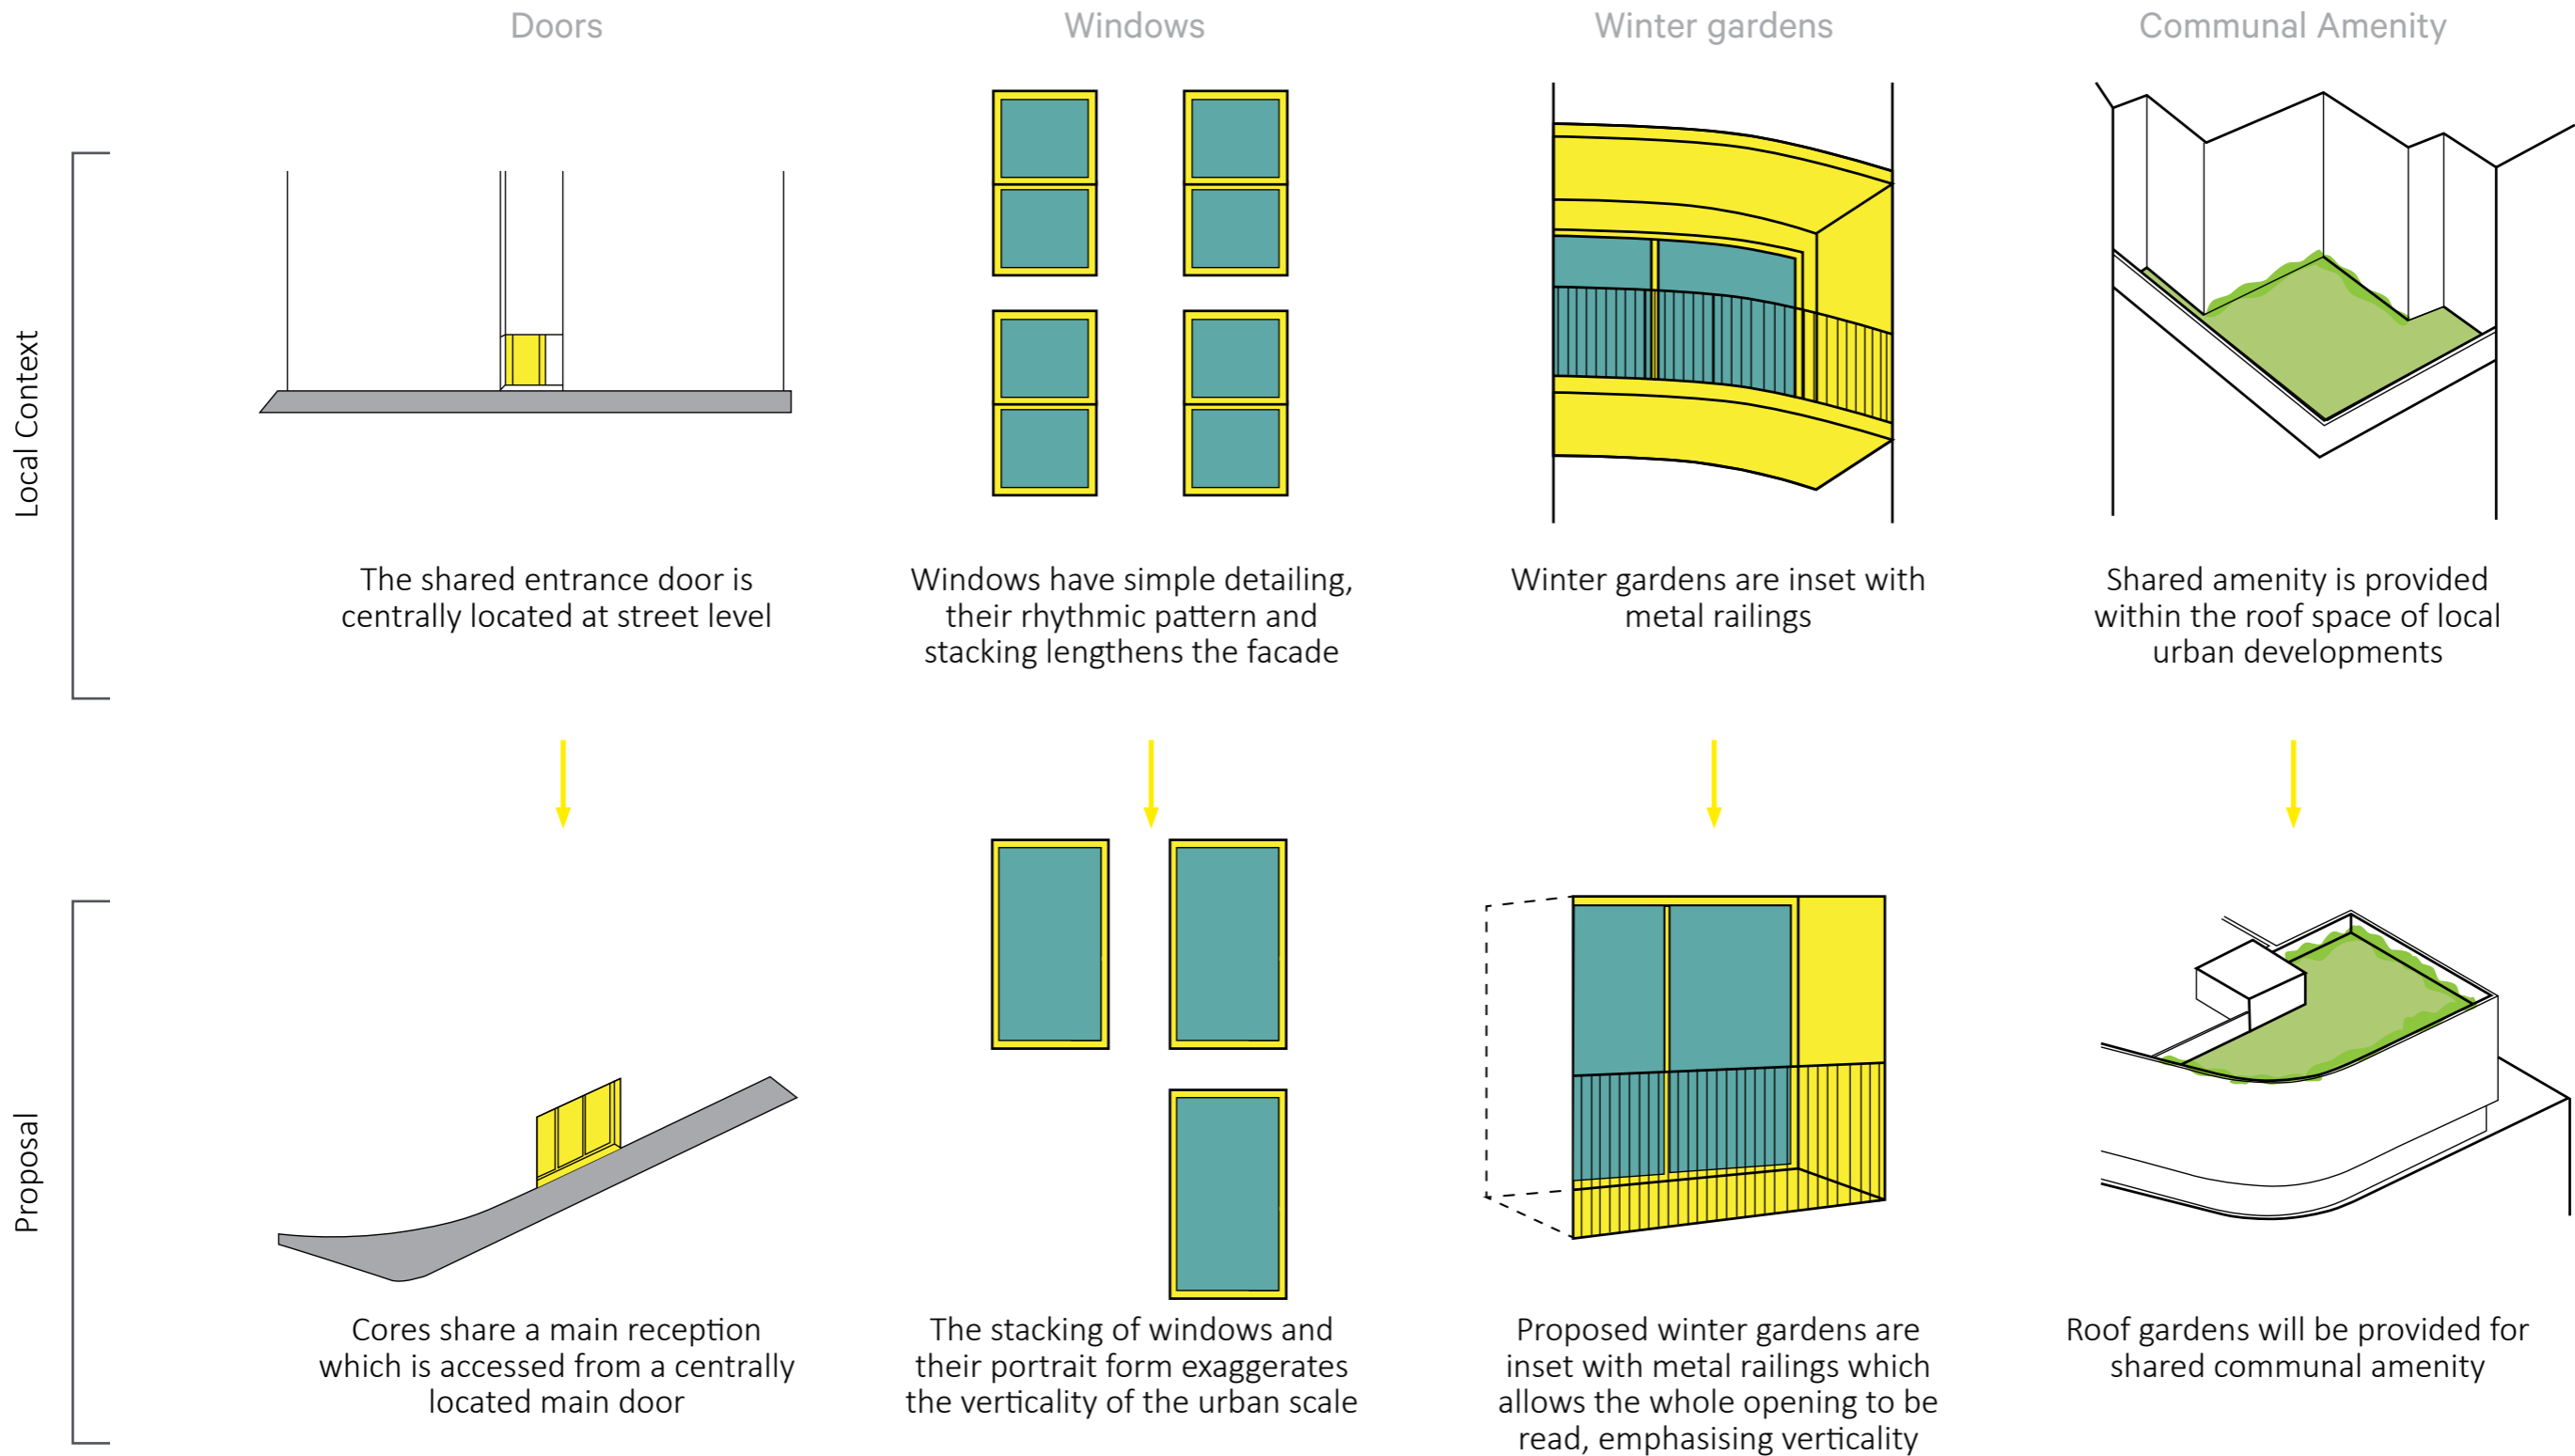 Doors
Windows
Winter gardens
Communal Amenity
Local Context
The shared entrance door is
centrally located at street level
Windows have simple detailing,
their rhythmic pattern and
stacking lengthens the facade
Winter gardens are inset with
metal railings
Shared amenity is provided
within the roof space of local
urban developments
Proposal
Cores share a main reception
which is accessed from a centrally
located main door
The stacking of windows and
their portrait form exaggerates
the verticality of the urban scale
Proposed winter gardens are
inset with metal railings which
allows the whole opening to be
read, emphasising verticality
Roof gardens will be provided for
shared communal amenity